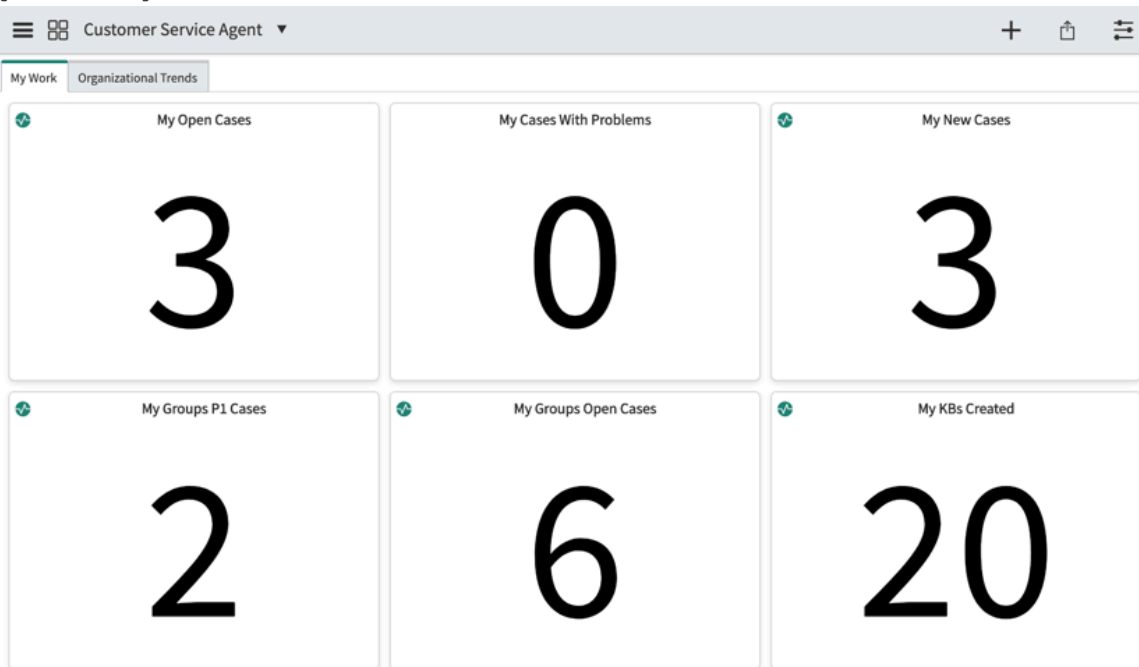 Customer Service Agent
My Work Organizational Trends
My Open Cases
3
My Cases With Problems
0
My New Cases
3
My Groups P1 Cases
2
My Groups Open Cases
6
My KBs Created
20